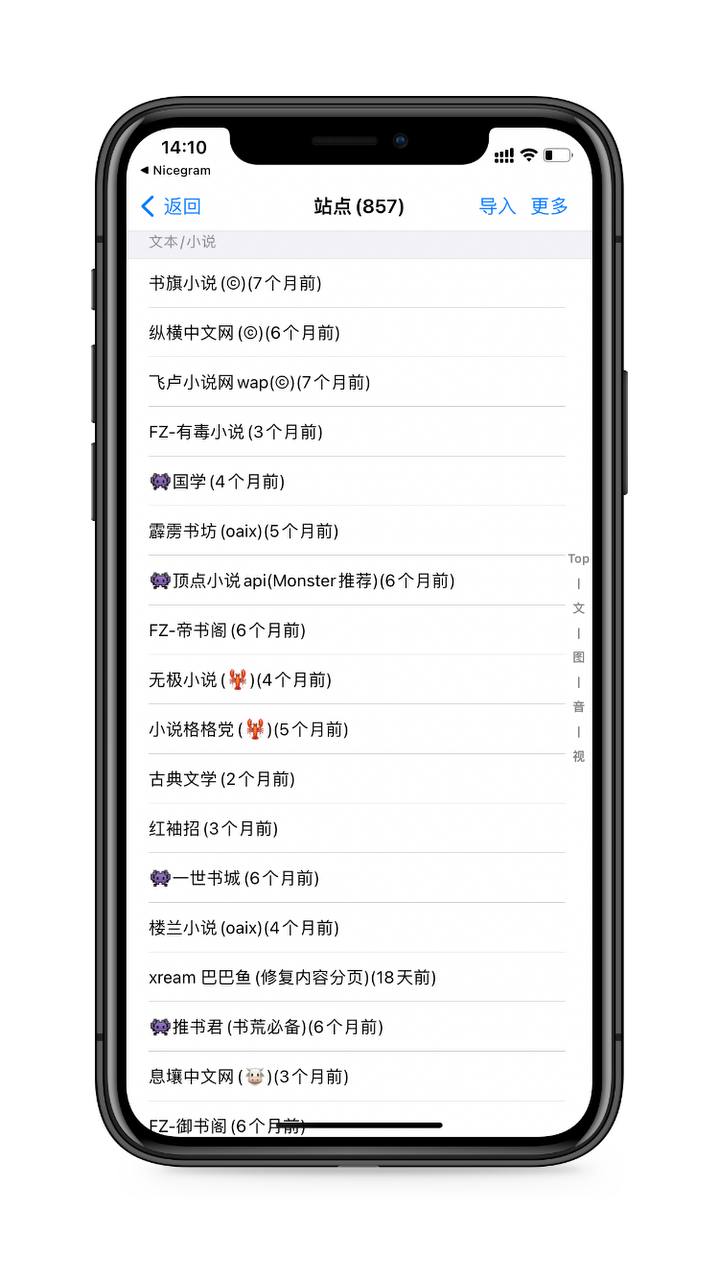 14:10
◀ Nicegram
返回
站点 (857)
导入 更多
文本/小说
书旗小说 (©)(7个月前)
纵横中文网 (©)(6个月前)
飞卢小说网 wap(©)(7个月前)
FZ-有毒小说 (3个月前)
👾国学 (4个月前)
霹雳书坊 (oaix)(5个月前)
👾顶点小说 api(Monster推荐)(6个月前)
FZ-帝书阁 (6个月前)
无极小说 (🦞)(4个月前)
小说格格党 (🦞)(5个月前)
古典文学 (2个月前)
红袖招 (3个月前)
👾一世书城 (6个月前)
楼兰小说 (oaix)(4个月前)
xream 巴巴鱼 (修复内容分页)(18天前)
👾推书君 (书荒必备)(6个月前)
息壤中文网 (🐮)(3个月前)
FZ-御书阁 (6个月前)
Top
|
文
|
图
|
音
|
视